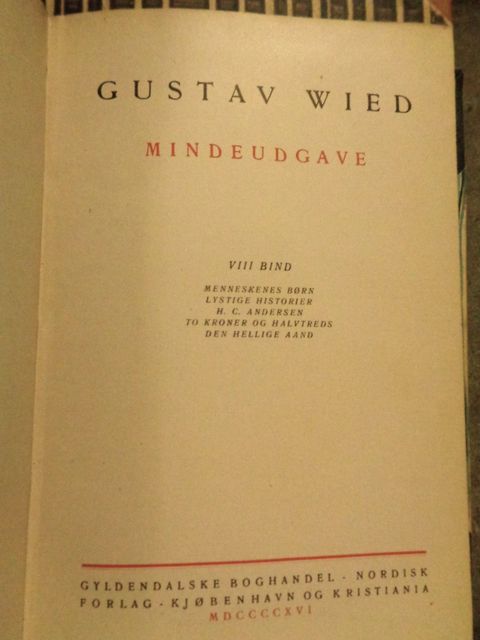 GUSTAV WIED
MINDEUDGAVE
VIII BIND
MENNESKENES BØRN
LYSTIGE HISTORIER
H. C. ANDERSEN
TO KRONER OG HALVTREDS
DEN HELLIGE AAND
GYLDENDALSKE BOGHANDEL - NORDISK
FORLAG - KJØBENHAVN OG KRISTIANIA
MDCCCCXVI